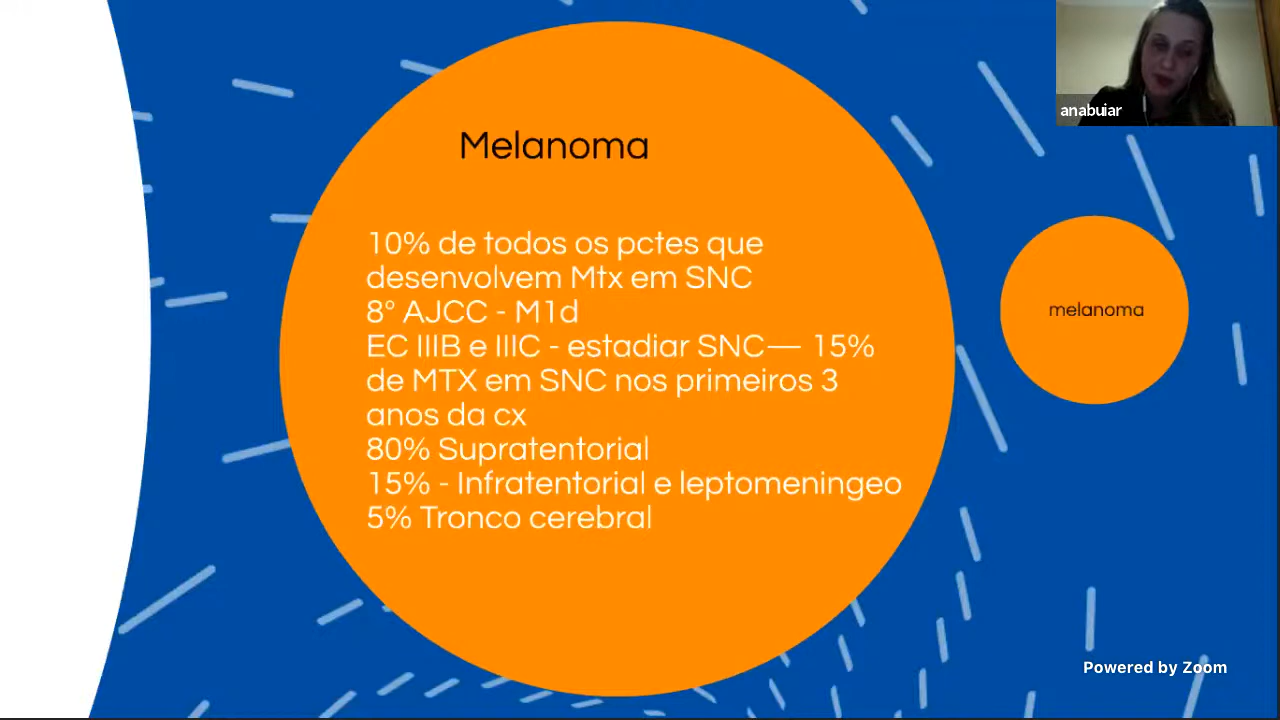 Melanoma
10% de todos os pctes que
desenvolvem Mtx em SNC
8° AJCC - M1d
EC IIIB e IIIC - estadiar SNC— 15%
de MTX em SNC nos primeiros 3
anos da cx
80% Supratentorial
15% - Infratentorial e leptomeningeo
5% Tronco cerebral
melanoma
anabuiar
Powered by Zoom